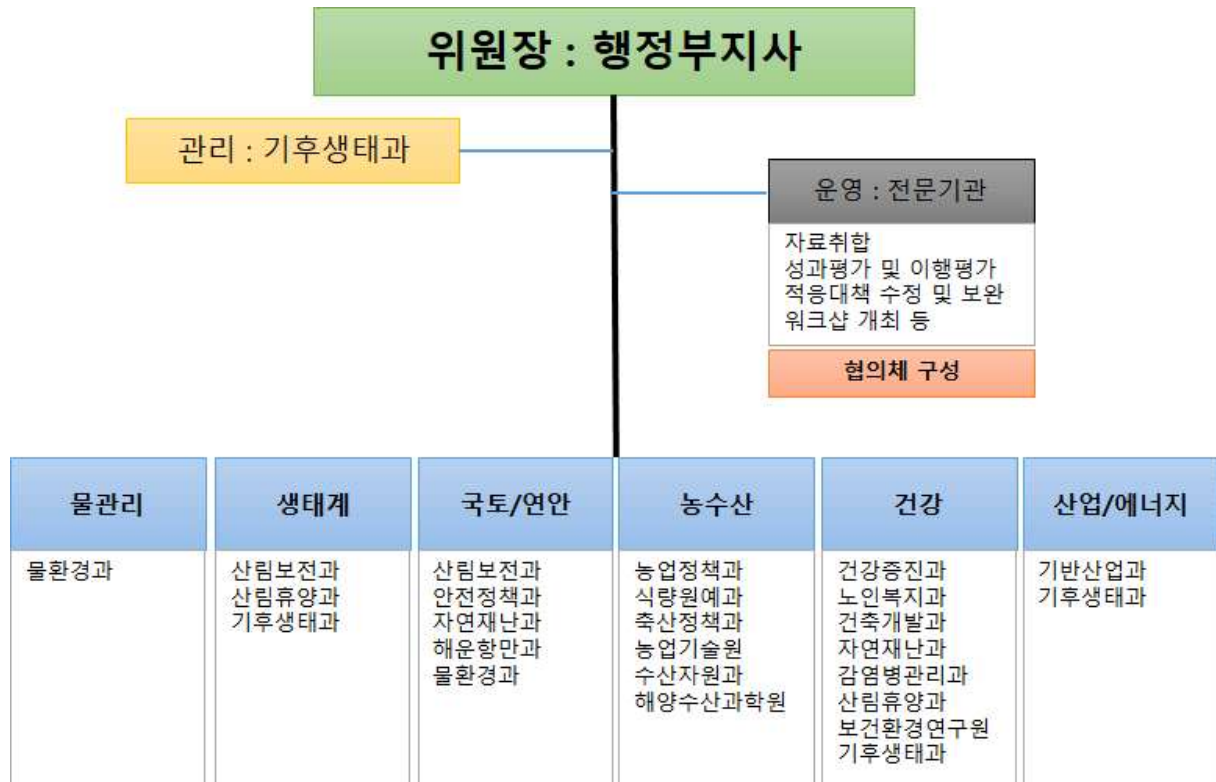 위원장 : 행정부지사
관리 : 기후생태과
운영 : 전문기관
자료취합
성과평가 및 이행평가
적응대책 수정 및 보완
워크샵 개최 등
협의체 구성
물관리
물환경과
생태계
산림보전과
산림휴양과
기후생태과
국토/연안
산림보전과
안전정책과
자연재난과
해운항만과
물환경과
농수산
농업정책과
식량원예과
축산정책과
농업기술원
수산자원과
해양수산과학원
건강
건강증진과
노인복지과
건축개발과
자연재난과
감염병관리과
산림휴양과
보건환경연구원
기후생태과
산업/에너지
기반산업과
기후생태과